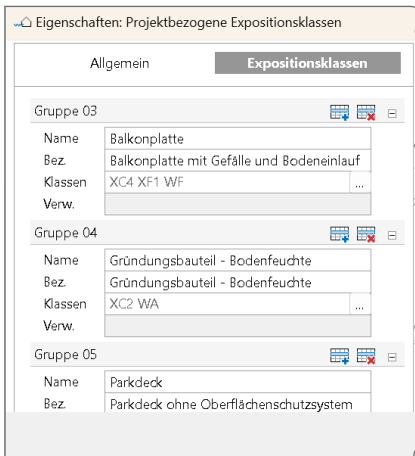 Eigenschaften: Projektbezogene Expositionsklassen
Allgemein Expositionsklassen
Gruppe 03
Name Balkonplatte
Bez. Balkonplatte mit Gefälle und Bodeneinlauf
Klassen XC4 XF1 WF ...
Verw.
Gruppe 04
Name Gründungsbauteil - Bodenfeuchte
Bez. Gründungsbauteil - Bodenfeuchte
Klassen XC2 WA ...
Verw.
Gruppe 05
Name Parkdeck
Bez. Parkdeck ohne Oberflächenschutzsystem